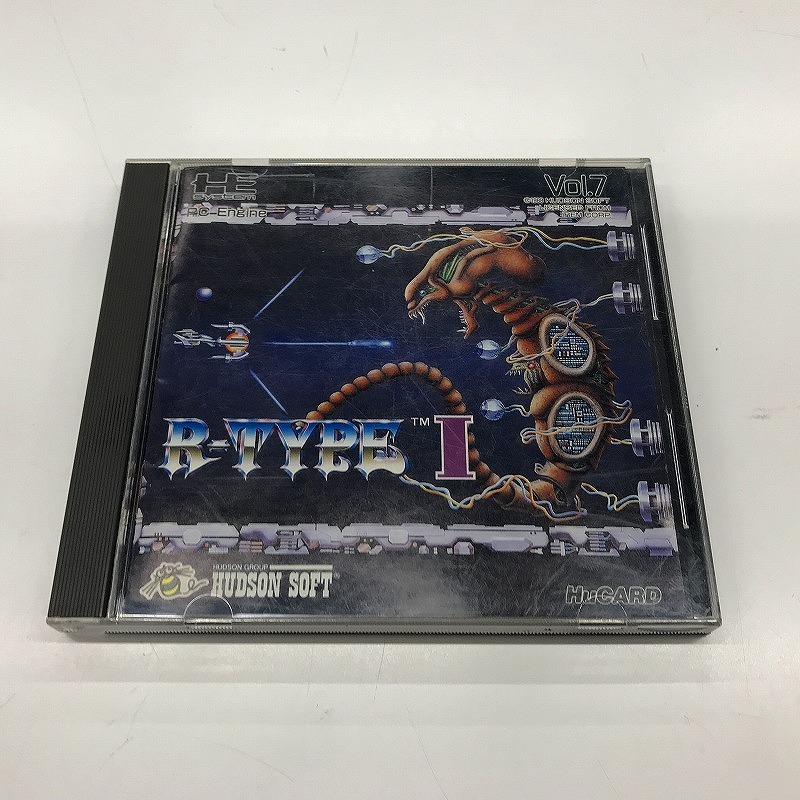 HE
SYSTEM
PC-Engine
Vol.7
©1988 HUDSON SOFT
LICENSED FROM
IREM CORP.
R-TYPE™ I
HUDSON GROUP
HUDSON SOFT®
HuCARD